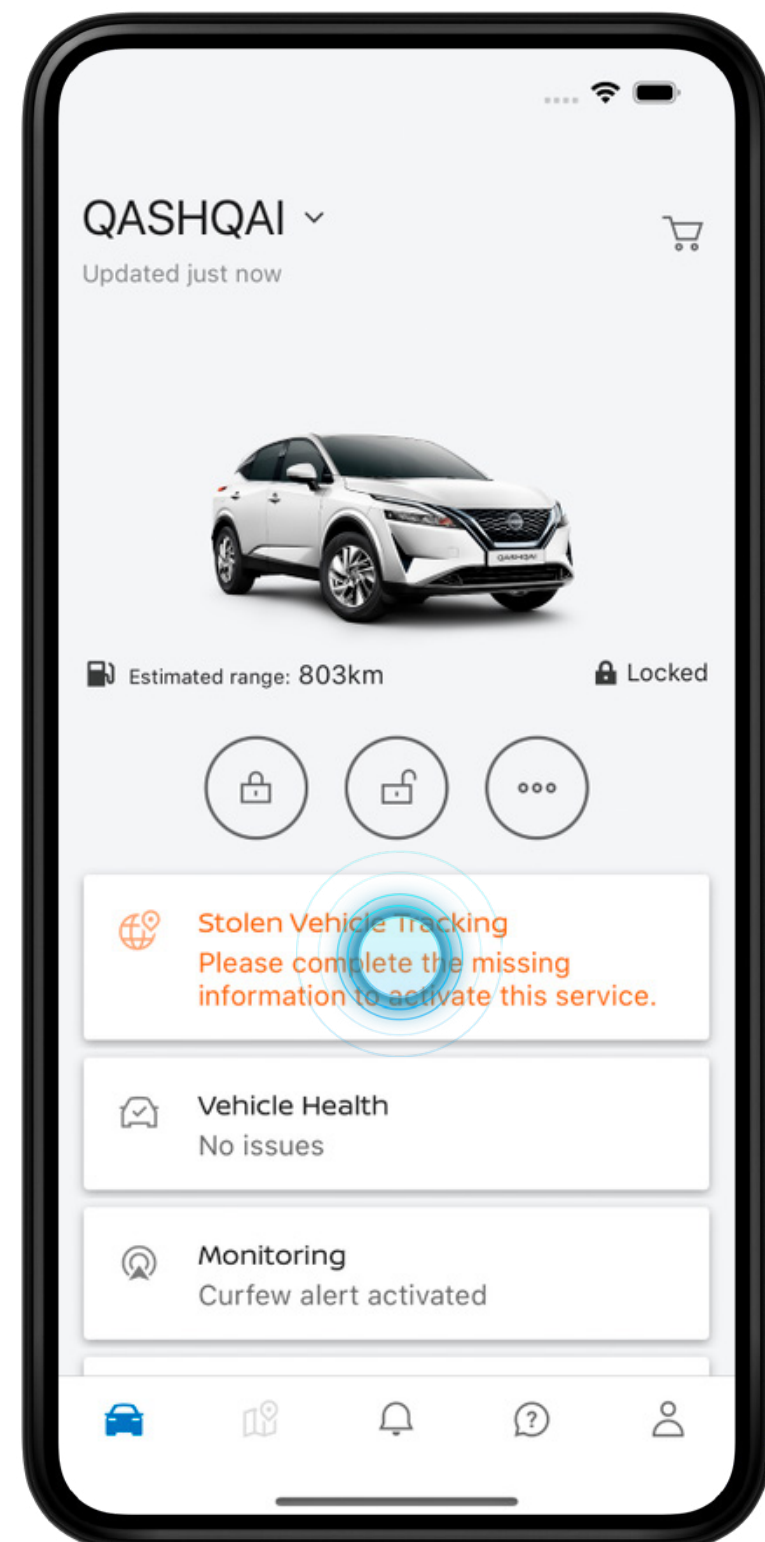 QASHQAI
Updated just now
QASHQAI
Estimated range: 803km
Locked
Stolen Vehicle Tracking
Please complete the missing
information to activate this service.
Vehicle Health
No issues
Monitoring
Curfew alert activated